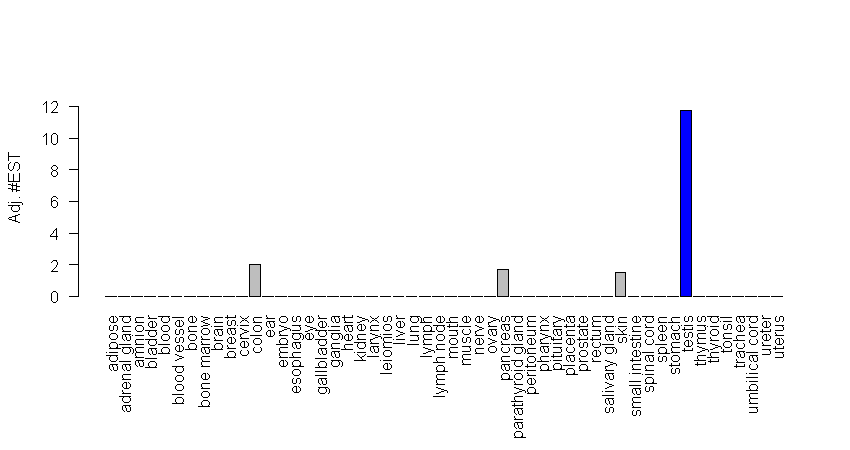 Adj. #EST
12
10
8
6
4
2
0
adipose
adrenal gland
amnion
bladder
blood
blood vessel
bone
bone marrow
brain
breast
cervix
colon
ear
embryo
esophagus
eye
gallbladder
ganglia
heart
kidney
larynx
leiomios
liver
lung
lymph
lymph node
mouth
muscle
nerve
ovary
pancreas
parathyroid gland
peritoneum
pharynx
pituitary
placenta
prostate
rectum
salivary gland
skin
small intestine
spinal cord
spleen
stomach
testis
thymus
thyroid
tonsil
trachea
umbilical cord
ureter
uterus